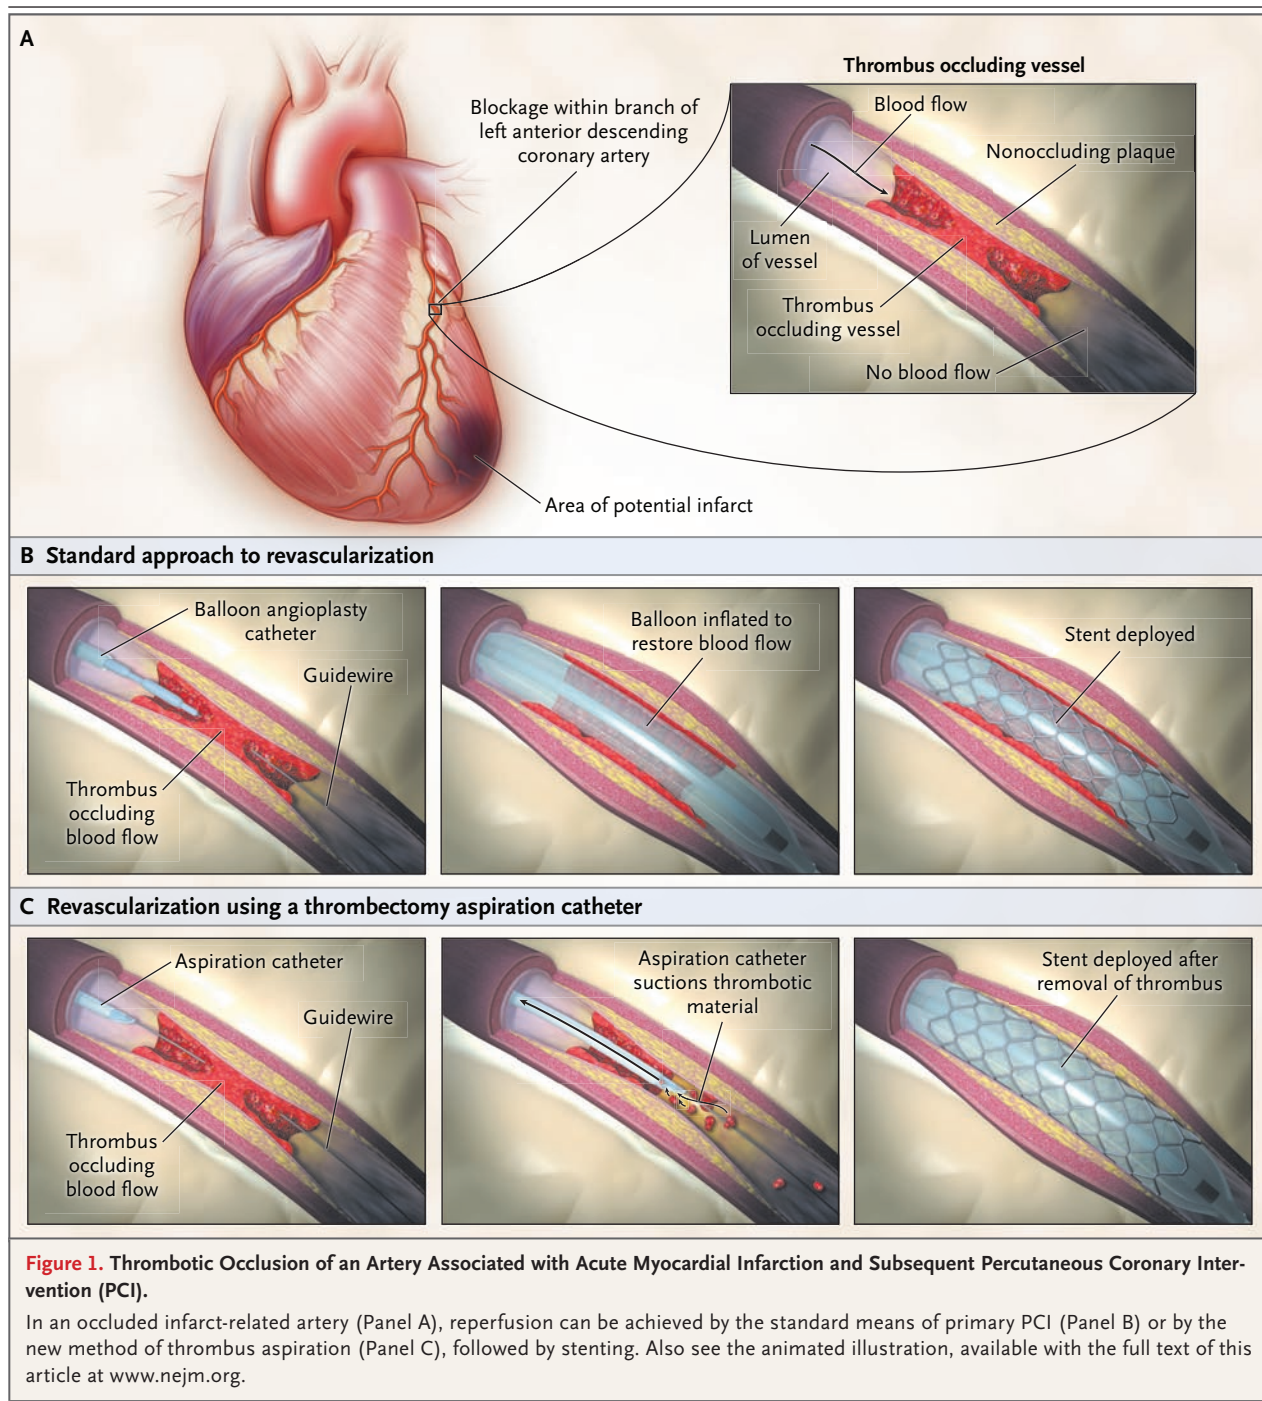 A
Thrombus occluding vessel
Blockage within branch of
left anterior descending
coronary artery
Blood flow
Nonoccluding plaque
Lumen
of vessel
Thrombus
occluding vessel
No blood flow
Area of potential infarct
B Standard approach to revascularization
Balloon angioplasty
catheter
Guidewire
Thrombus
occluding
blood flow
Balloon inflated to
restore blood flow
Stent deployed
C Revascularization using a thrombectomy aspiration catheter
Aspiration catheter
Guidewire
Thrombus
occluding
blood flow
Aspiration catheter
suctions thrombotic
material
Stent deployed after
removal of thrombus
Figure 1. Thrombotic Occlusion of an Artery Associated with Acute Myocardial Infarction and Subsequent Percutaneous Coronary Inter-
vention (PCI).
In an occluded infarct-related artery (Panel A), reperfusion can be achieved by the standard means of primary PCI (Panel B) or by the
new method of thrombus aspiration (Panel C), followed by stenting. Also see the animated illustration, available with the full text of this
article at www.nejm.org.